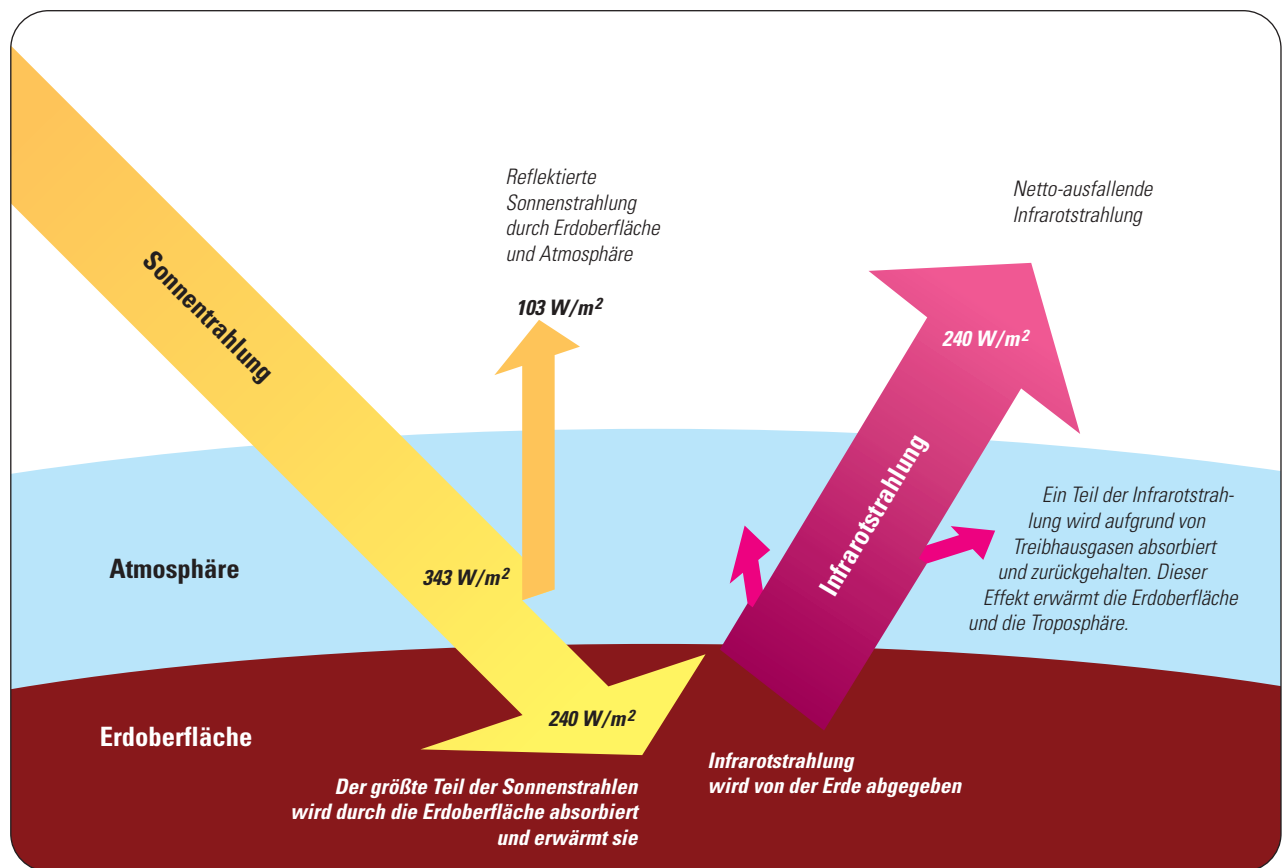 Reflektierte
Sonnenstrahlung
durch Erdoberfläche
und Atmosphäre
103 W/m²
Netto-ausfallende
Infrarotstrahlung
Sonnentrahlung
240 W/m²
Infrarotstrahlung
Ein Teil der Infrarotstrah-
lung wird aufgrund von
Treibhausgasen absorbiert
und zurückgehalten. Dieser
Effekt erwärmt die Erdoberfläche
und die Troposphäre.
Atmosphäre
343 W/m²
Erdoberfläche
240 W/m²
Der größte Teil der Sonnenstrahlen
wird durch die Erdoberfläche absorbiert
und erwärmt sie
Infrarotstrahlung
wird von der Erde abgegeben